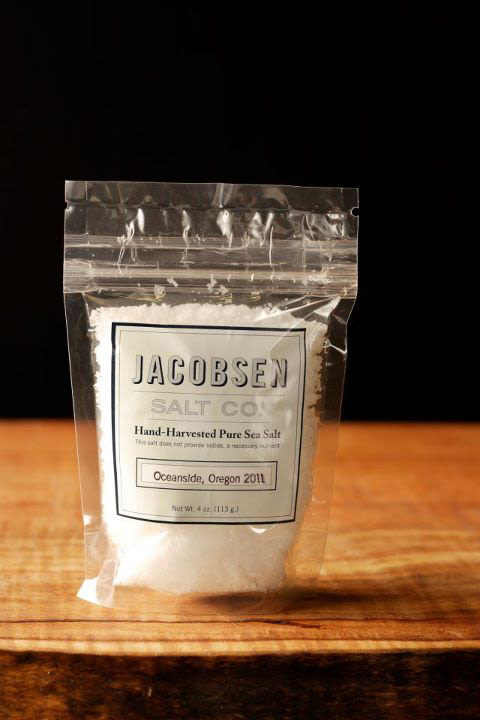 JACOBSEN
SALT CO.
Hand-Harvested Pure Sea Salt
This salt does not provide iodide, a necessary nutrient
Oceanside, Oregon 2011
Net Wt. 4 oz. (113 g.)